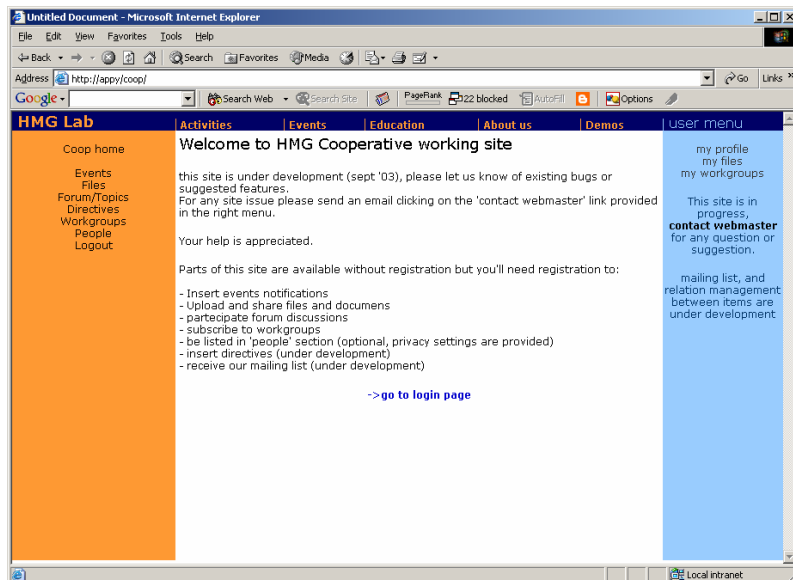 Untitled Document - Microsoft Internet Explorer
File Edit View Favorites Tools Help
Back Search Favorites Media
Address http://appy/coop/ Go Links »
Google Search Web Search Site PageRank 22 blocked AutoFill Options
HMG Lab | Activities | Events | Education | About us | Demos | user menu
Coop home
Events
Files
Forum/Topics
Directives
Workgroups
People
Logout
Welcome to HMG Cooperative working site
this site is under development (sept '03), please let us know of existing bugs or
suggested features.
For any site issue please send an email clicking on the 'contact webmaster' link provided
in the right menu.
Your help is appreciated.
Parts of this site are available without registration but you'll need registration to:
- Insert events notifications
- Upload and share files and documens
- partecipate forum discussions
- subscribe to workgroups
- be listed in 'people' section (optional, privacy settings are provided)
- insert directives (under development)
- receive our mailing list (under development)
->go to login page
my profile
my files
my workgroups
This site is in
progress,
contact webmaster
for any question or
suggestion.
mailing list, and
relation management
between items are
under development
Local intranet